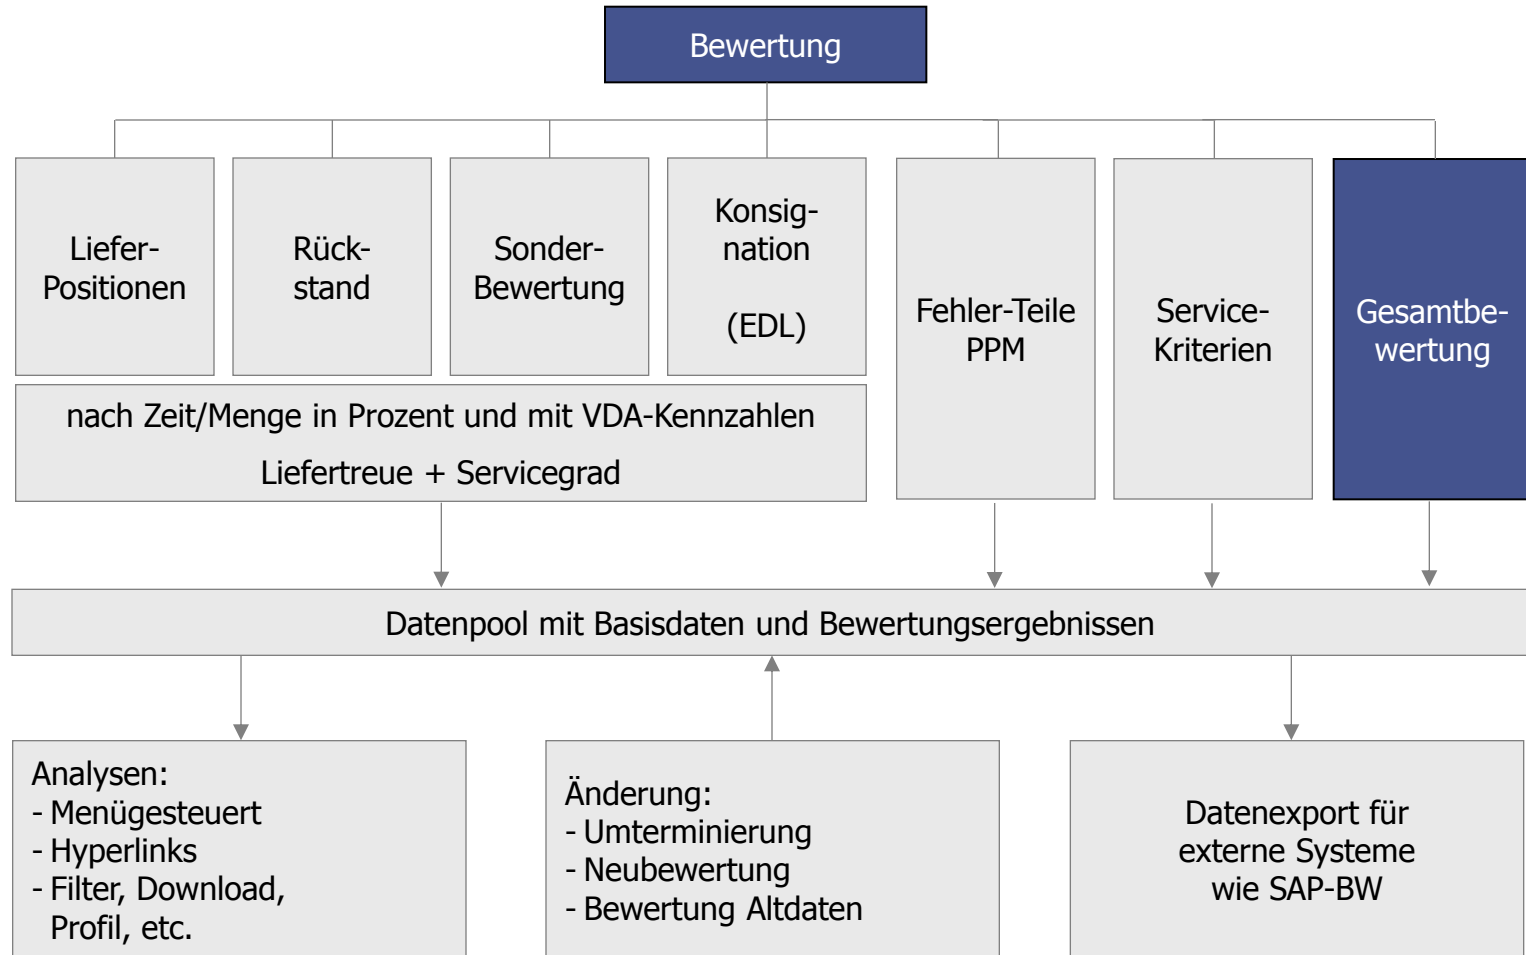 Bewertung
Liefer-
Positionen
Rück-
stand
Sonder-
Bewertung
Konsig-
nation
(EDL)
Fehler-Teile
PPM
Service-
Kriterien
Gesamtbe-
wertung
nach Zeit/Menge in Prozent und mit VDA-Kennzahlen
Liefertreue + Servicegrad
Datenpool mit Basisdaten und Bewertungsergebnissen
Analysen:
- Menügesteuert
- Hyperlinks
- Filter, Download,
Profil, etc.
Änderung:
- Umterminierung
- Neubewertung
- Bewertung Altdaten
Datenexport für
externe Systeme
wie SAP-BW